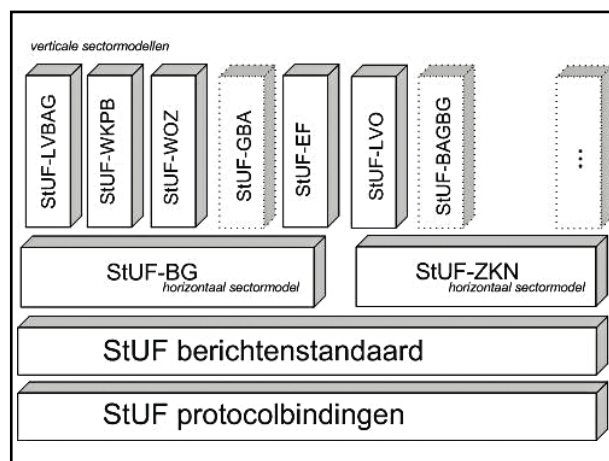 verticale sectormodellen
StUF-LVBAG
StUF-WKPB
StUF-WOZ
StUF-GBA
StUF-EF
StUF-LVO
StUF-BAGBG
...
StUF-BG
horizontaal sectormodel
StUF-ZKN
horizontaal sectormodel
StUF berichtenstandaard
StUF protocolbindingen